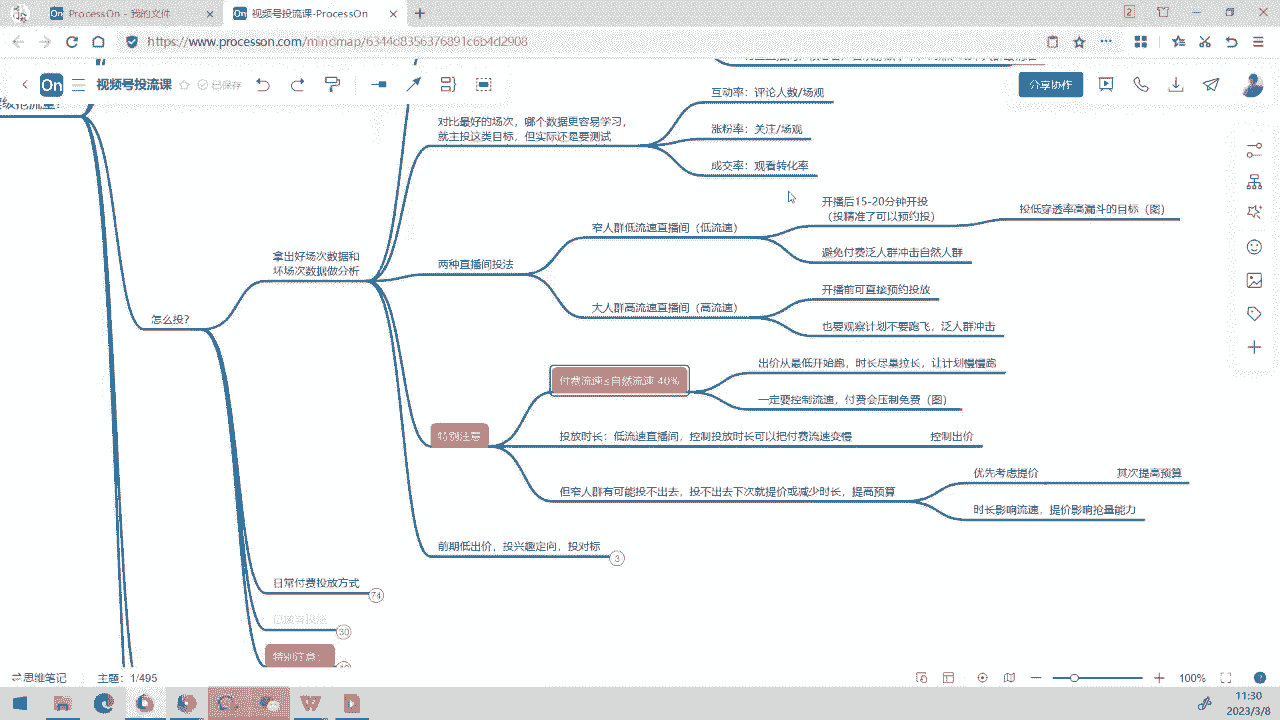 ProcessOn - 我的文件
视频号投流课-ProcessOn
2
https://www.processon.com/mindmap/6344d8356376891c6b4d2908
On
视频号投流课
已保存
分享协作
互动率：评论人数/场观
对比最好的场次，哪个数据更容易学习，
就主投这类目标，但实际还是要测试
涨粉率：关注/场观
成交率：观看转化率
开播后15-20分钟开投
（投精准了可以预约投）
投低穿透率高漏斗的目标（图）
窄人群低流速直播间（低流速）
避免付费泛人群冲击自然人群
拿出好场次数据和
坏场次数据做分析
两种直播间投法
开播前可直接预约投放
大人群高流速直播间（高流速）
怎么投？
也要观察计划不要跑飞，泛人群冲击
出价从最低开始跑，时长尽量拉长，让计划慢慢跑
付费流速≤自然流速 40%
一定要控制流速，付费会压制免费（图）
特别注意
投放时长：低流速直播间，控制投放时长可以把付费流速变慢
控制出价
优先考虑提价
其次提高预算
但窄人群有可能投不出去，投不出去下次就提价或减少时长，提高预算
时长影响流速，提价影响抢量能力
前期低出价，投兴趣定向，投对标
3
日常付费投放方式
74
30
特别注意：
思维笔记
主题：1/495
100%
11:30
2023/3/8